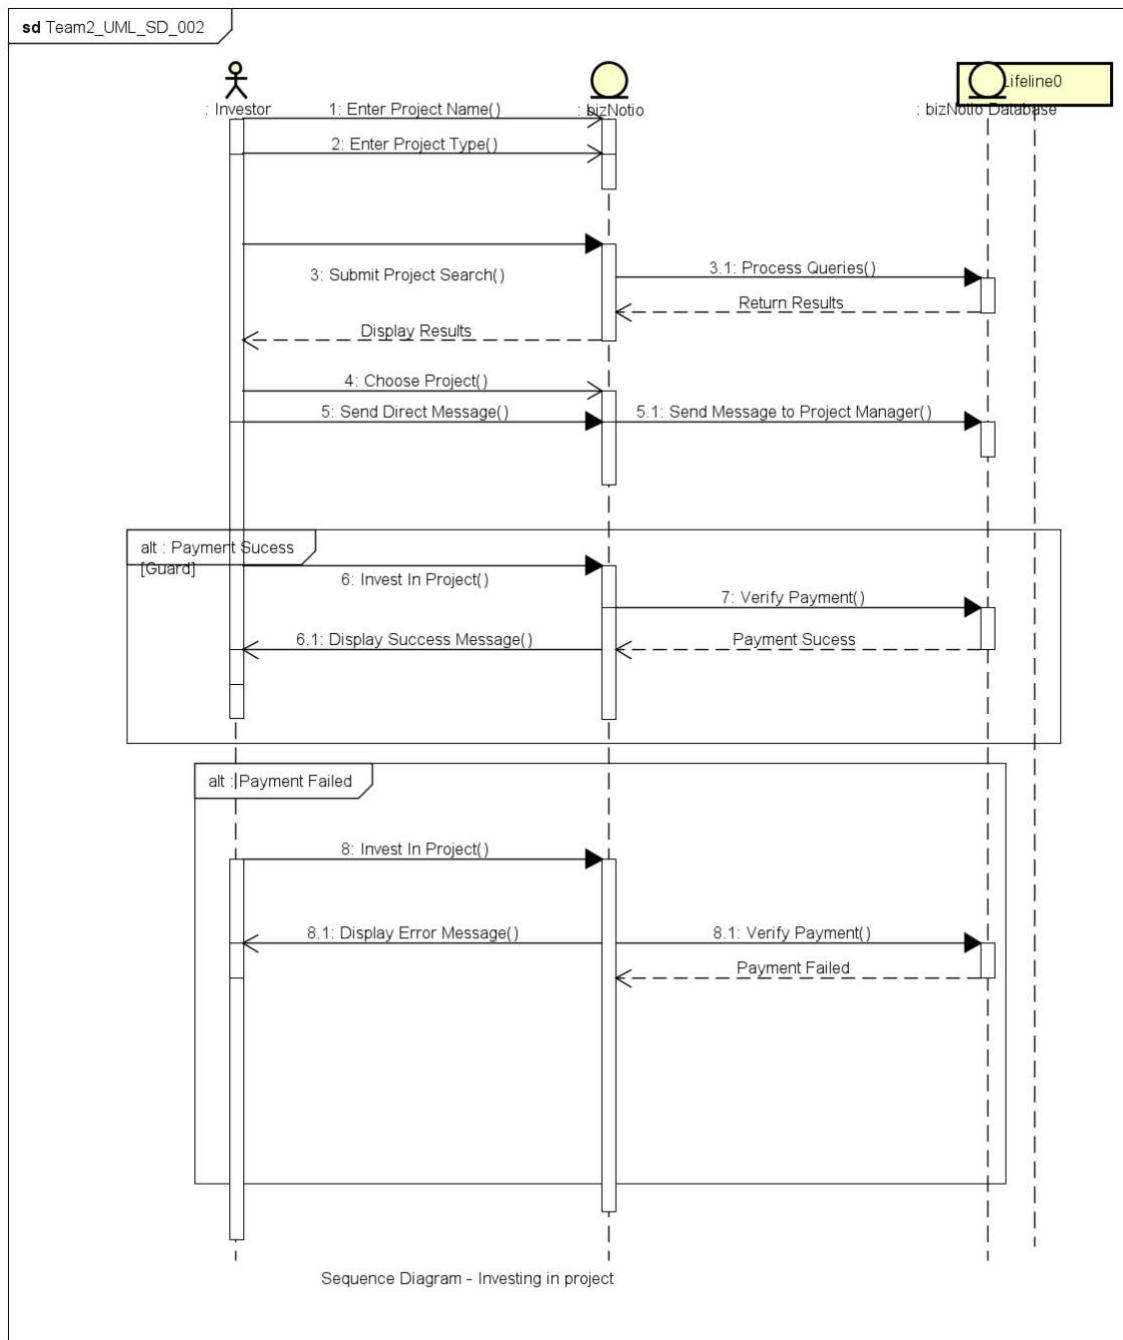 sd Team2_UML_SD_002
Lifeline0
: Investor
: bizNotio
: bizNotio Database
1: Enter Project Name()
2: Enter Project Type()
3: Submit Project Search()
3.1: Process Queries()
Return Results
Display Results
4: Choose Project()
5: Send Direct Message()
5.1: Send Message to Project Manager()
alt : Payment Sucess
[Guard]
6: Invest In Project()
7: Verify Payment()
6.1: Display Success Message()
Payment Sucess
alt : Payment Failed
8: Invest In Project()
8.1: Display Error Message()
8.1: Verify Payment()
Payment Failed
Sequence Diagram - Investing in project